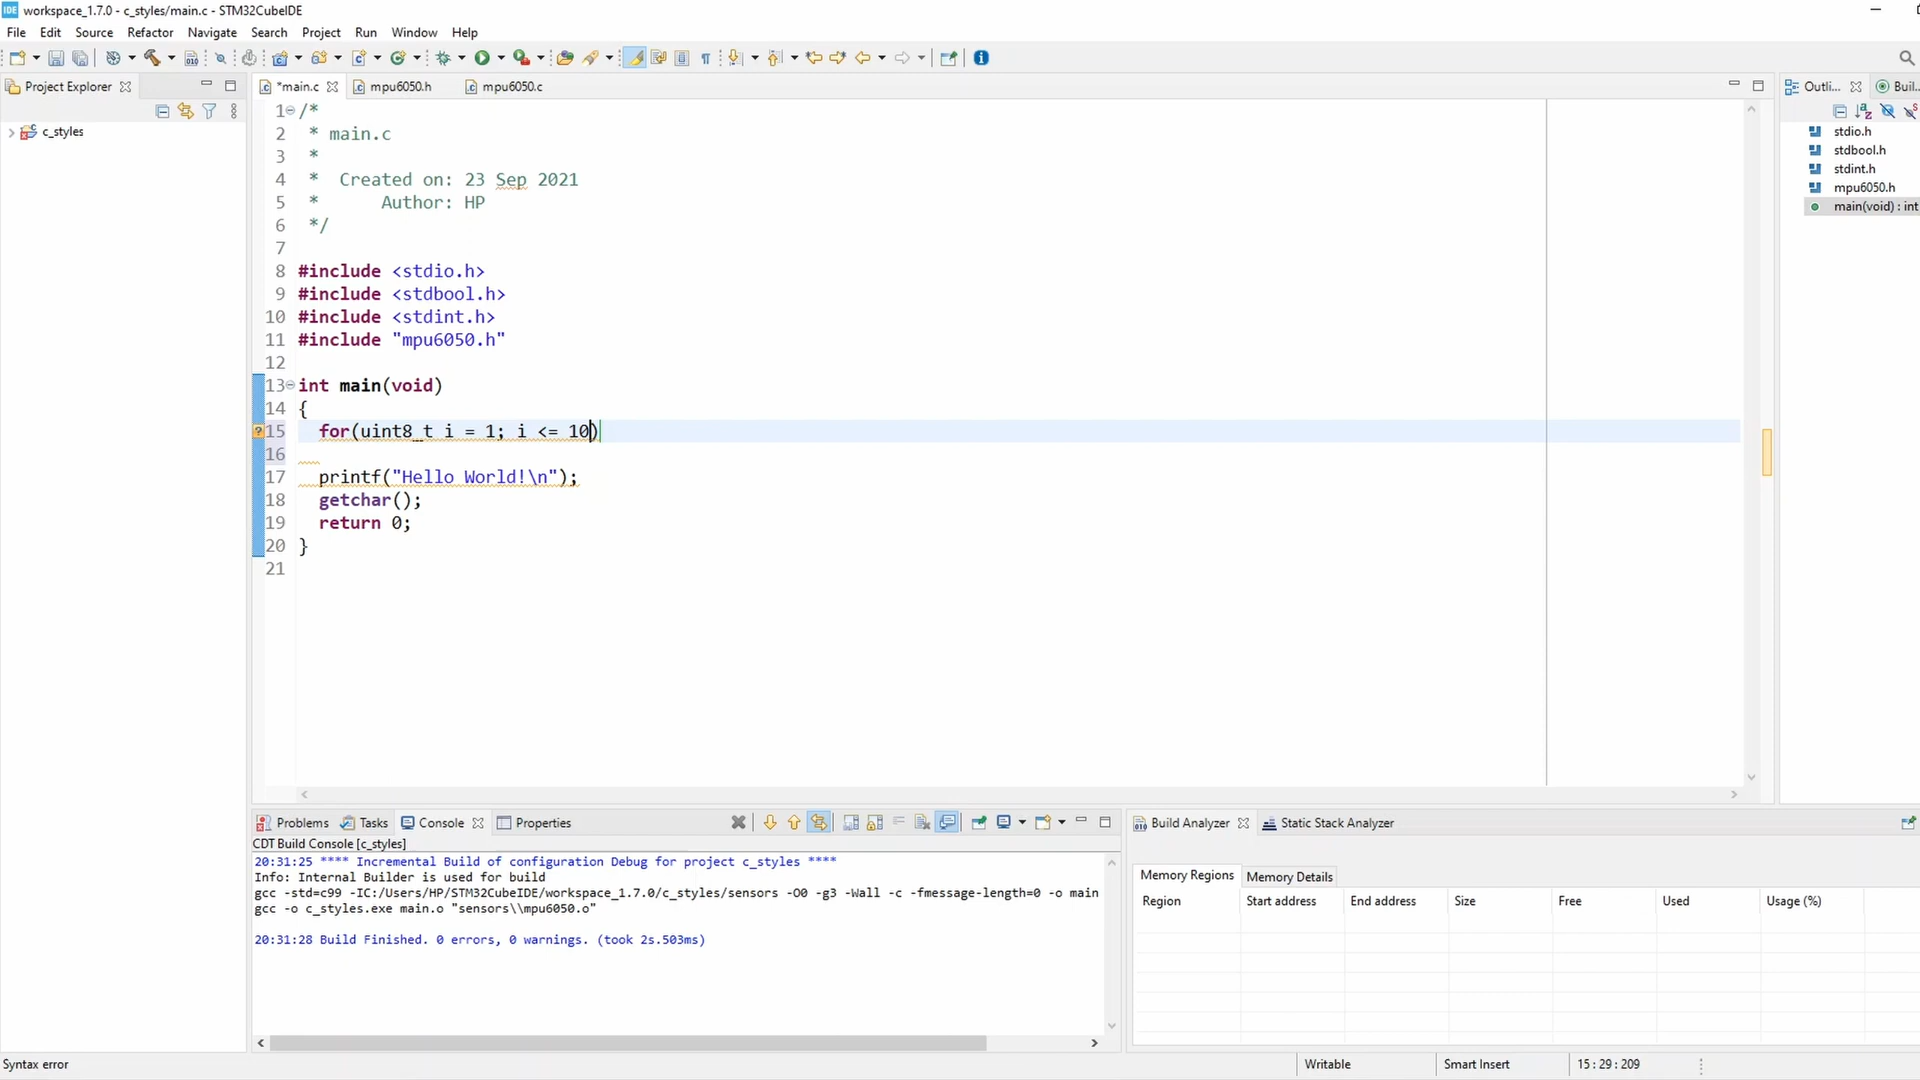 IDE workspace_1.7.0 - c_styles/main.c - STM32CubeIDE
File Edit Source Refactor Navigate Search Project Run Window Help
Project Explorer
c_styles
*main.c mpu6050.h mpu6050.c
1 /*
2 * main.c
3 *
4 * Created on: 23 Sep 2021
5 * Author: HP
6 */
7
8 #include <stdio.h>
9 #include <stdbool.h>
10 #include <stdint.h>
11 #include "mpu6050.h"
12
13 int main(void)
14 {
15 for(uint8_t i = 1; i <= 10)
16
17 printf("Hello World!\n");
18 getchar();
19 return 0;
20 }
21
Outli... Buil...
stdio.h
stdbool.h
stdint.h
mpu6050.h
main(void) : int
Problems Tasks Console Properties
CDT Build Console [c_styles]
20:31:25 **** Incremental Build of configuration Debug for project c_styles ****
Info: Internal Builder is used for build
gcc -std=c99 -IC:/Users/HP/STM32CubeIDE/workspace_1.7.0/c_styles/sensors -O0 -g3 -Wall -c -fmessage-length=0 -o main
gcc -o c_styles.exe main.o "sensors\\mpu6050.o"
20:31:28 Build Finished. 0 errors, 0 warnings. (took 2s.503ms)
Build Analyzer Static Stack Analyzer
Memory Regions Memory Details
Region Start address End address Size Free Used Usage (%)
Syntax error Writable Smart Insert 15 : 29 : 209